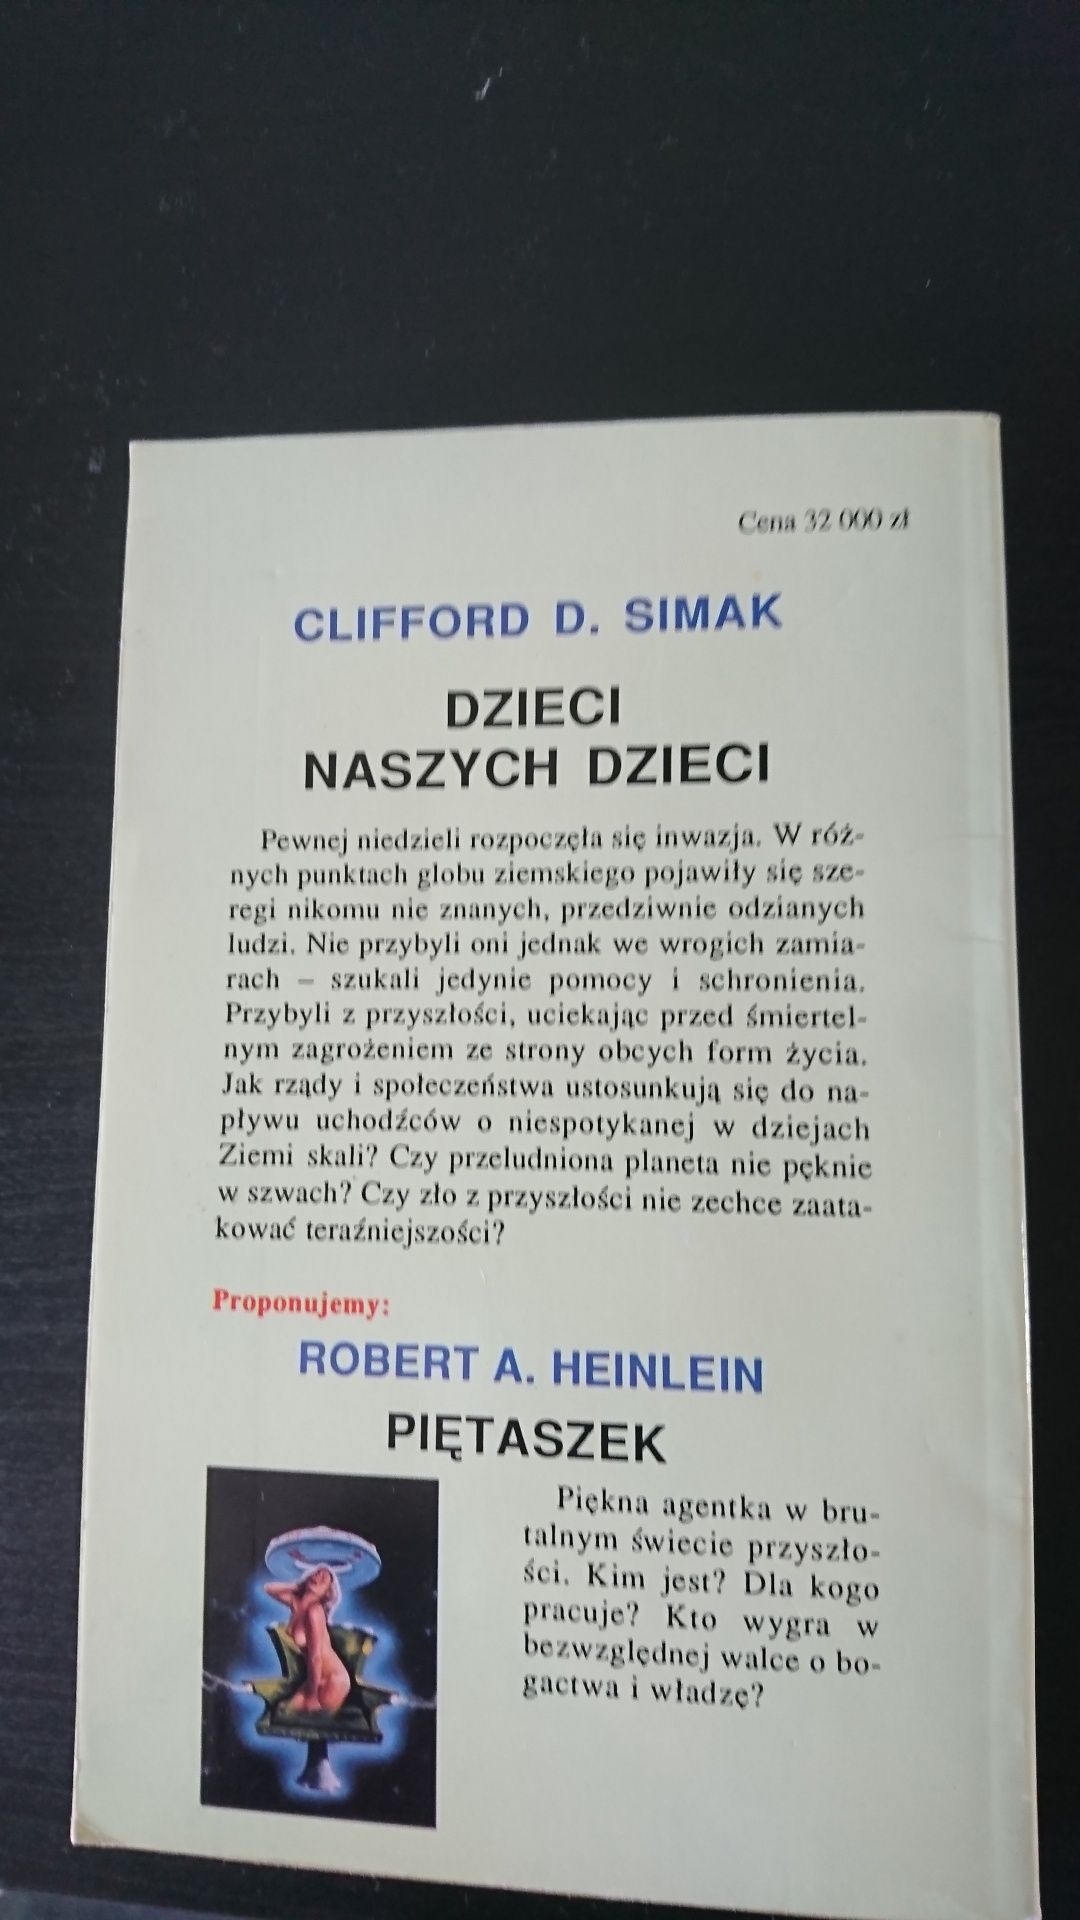 Cena 32 000 zł
CLIFFORD D. SIMAK
DZIECI
NASZYCH DZIECI
Pewnej niedzieli rozpoczęła się inwazja. W róż-
nych punktach globu ziemskiego pojawiły się sze-
regi nikomu nie znanych, przedziwnie odzianych
ludzi. Nie przybyli oni jednak we wrogich zamia-
rach – szukali jedynie pomocy i schronienia.
Przybyli z przyszłości, uciekając przed śmiertel-
nym zagrożeniem ze strony obcych form życia.
Jak rządy i społeczeństwa ustosunkują się do na-
pływu uchodźców o niespotykanej w dziejach
Ziemi skali? Czy przeludniona planeta nie pęknie
w szwach? Czy zło z przyszłości nie zechce zaata-
kować teraźniejszości?
Proponujemy:
ROBERT A. HEINLEIN
PIĘTASZEK
Piękna agentka w bru-
talnym świecie przyszło-
ści. Kim jest? Dla kogo
pracuje? Kto wygra w
bezwzględnej walce o bo-
gactwa i władzę?